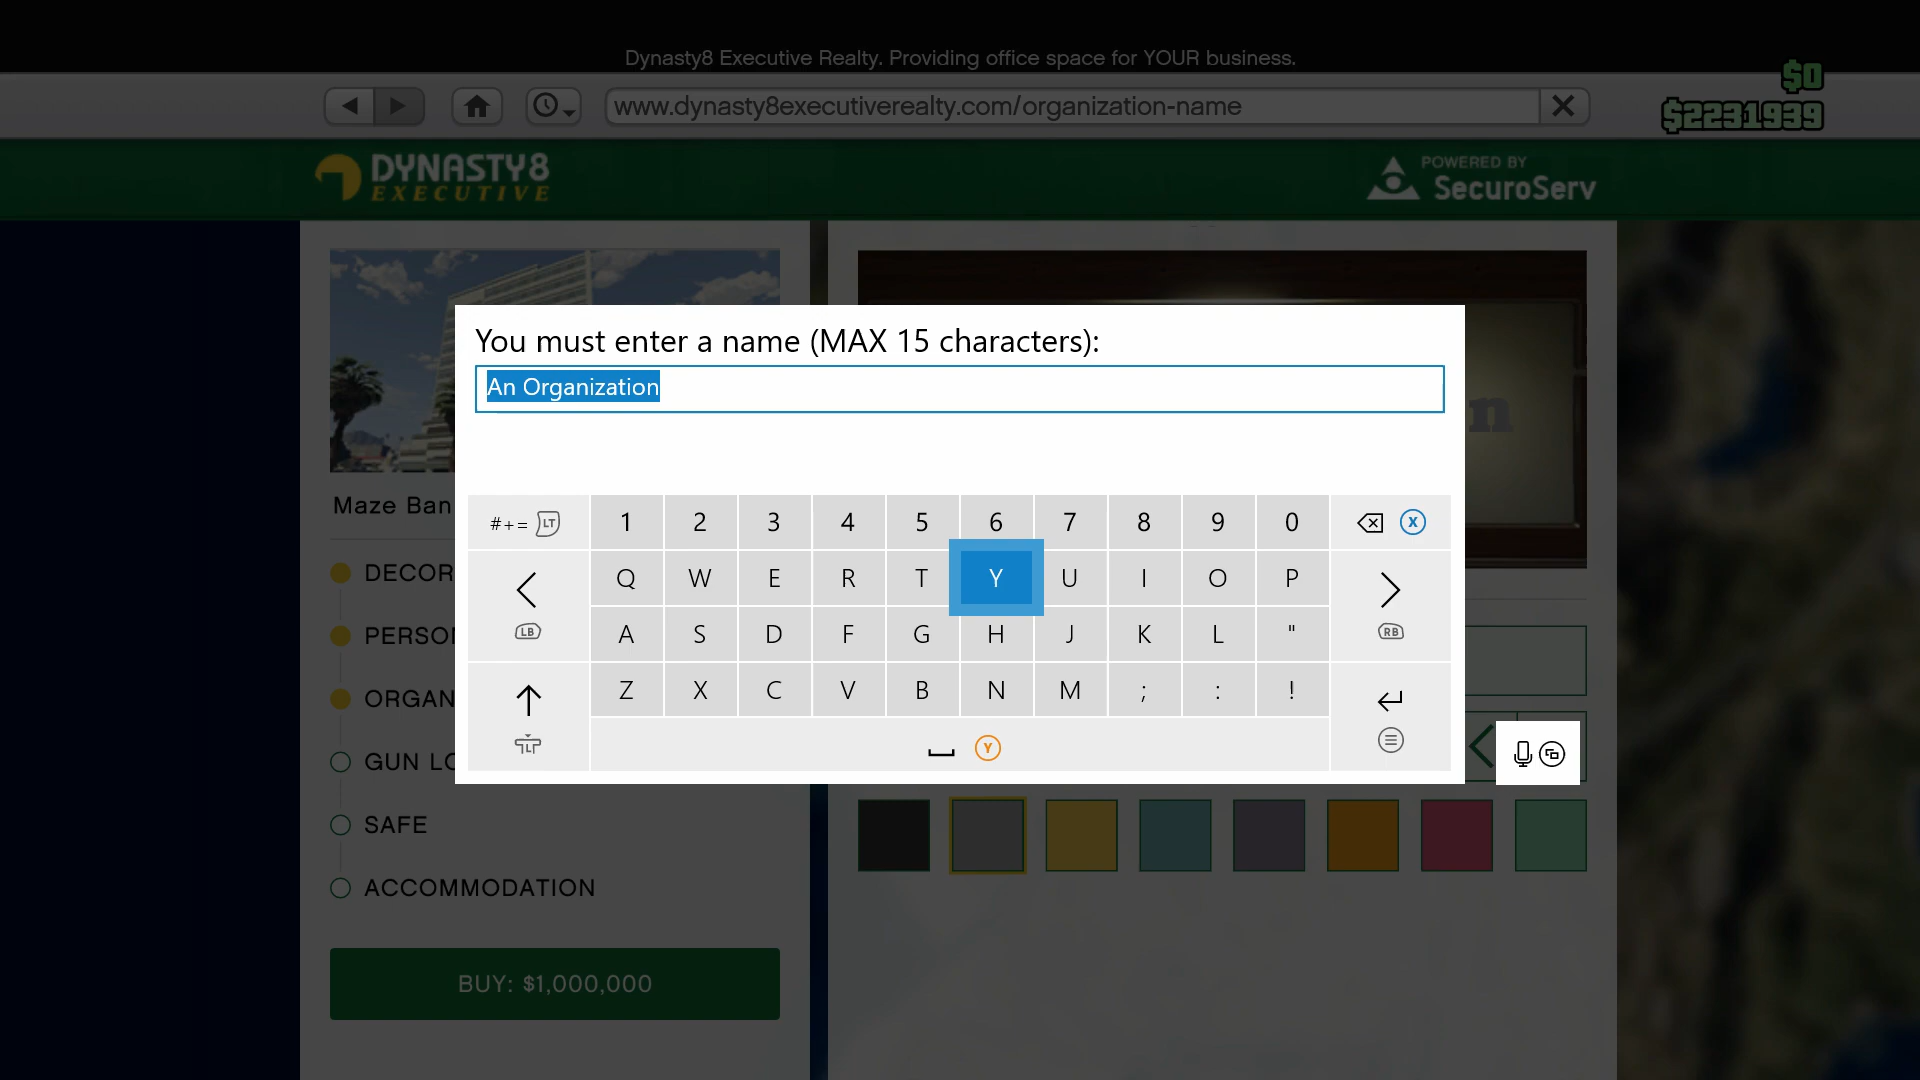 Dynasty8 Executive Realty. Providing office space for YOUR business.
$0
www.dynasty8executiverealty.com/organization-name
$2231939
DYNASTY8
EXECUTIVE
POWERED BY
SecuroServ
You must enter a name (MAX 15 characters):
An Organization
n
Maze Ban
#+= LT 1 2 3 4 5 6 7 8 9 0 X
Q W E R T Y U I O P
LB A S D F G H J K L " RB
Z X C V B N M ; : !
Y
DECOR
PERSO
ORGAN
GUN LO
SAFE
ACCOMMODATION
BUY: $1,000,000